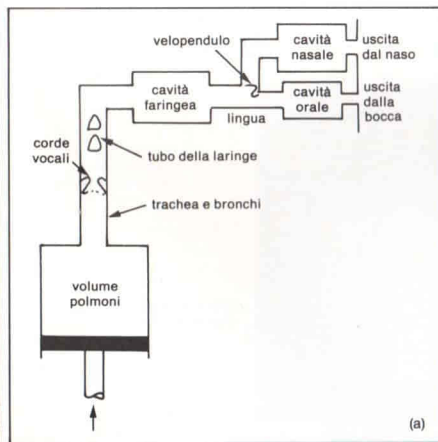 velopendulo
cavità
nasale
uscita
dal naso
cavità
faringea
cavità
orale
uscita
dalla
bocca
lingua
corde
vocali
tubo della laringe
trachea e bronchi
volume
polmoni
(a)